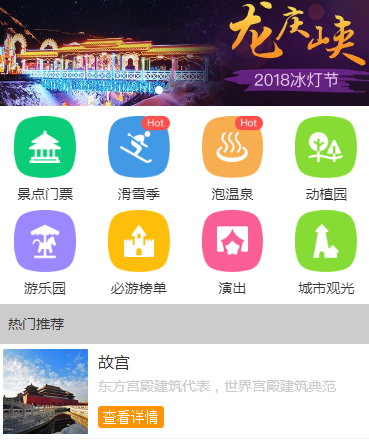 龙庆峡
2018冰灯节
Hot
Hot
景点门票
滑雪季
泡温泉
动植园
游乐园
必游榜单
演出
城市观光
热门推荐
故宫
东方宫殿建筑代表，世界宫殿建筑典范
查看详情